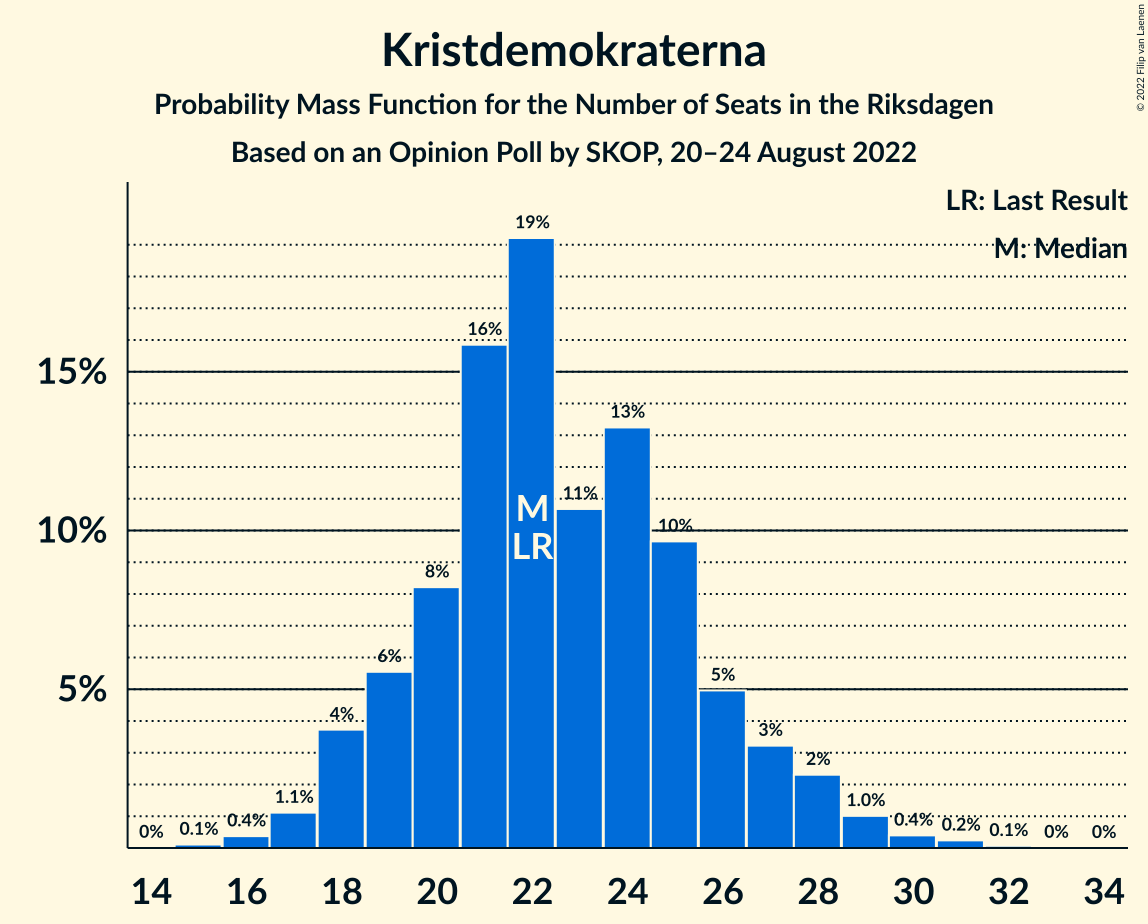 Kristdemokraterna
Probability Mass Function for the Number of Seats in the Riksdagen
Based on an Opinion Poll by SKOP, 20–24 August 2022
© 2022 Filip van Laenen
LR: Last Result
M: Median
15%
10%
5%
0%
0.1%
0.4%
1.1%
4%
6%
8%
16%
19%
11%
13%
10%
5%
3%
2%
1.0%
0.4%
0.2%
0.1%
0%
0%
M
LR
14 16 18 20 22 24 26 28 30 32 34